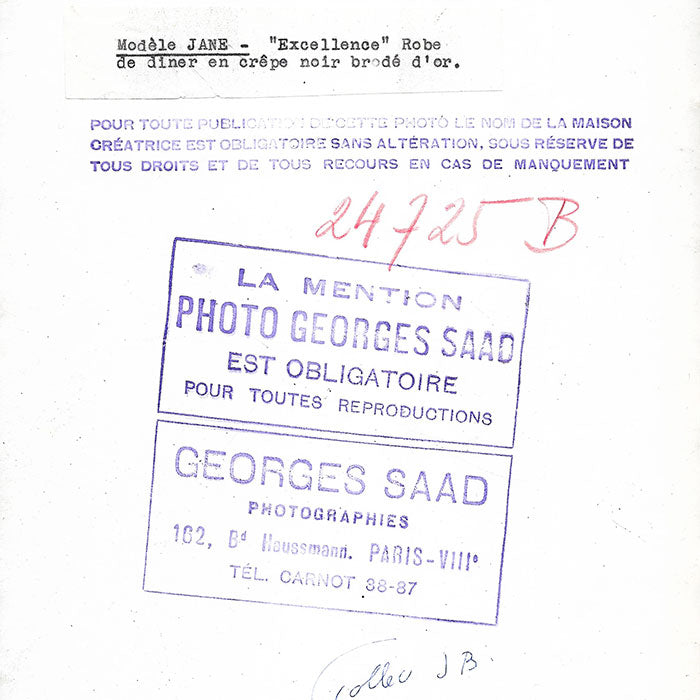 Modèle JANE - "Excellence" Robe
de diner en crêpe noir brodé d'or.
POUR TOUTE PUBLICATION DE CETTE PHOTO LE NOM DE LA MAISON
CRÉATRICE EST OBLIGATOIRE SANS ALTÉRATION, SOUS RÉSERVE DE
TOUS DROITS ET DE TOUS RECOURS EN CAS DE MANQUEMENT
24725 B
LA MENTION
PHOTO GEORGES SAAD
EST OBLIGATOIRE
POUR TOUTES REPRODUCTIONS
GEORGES SAAD
PHOTOGRAPHIES
162, Bd Haussmann. PARIS-VIIIe
TÉL. CARNOT 38-87
J B.